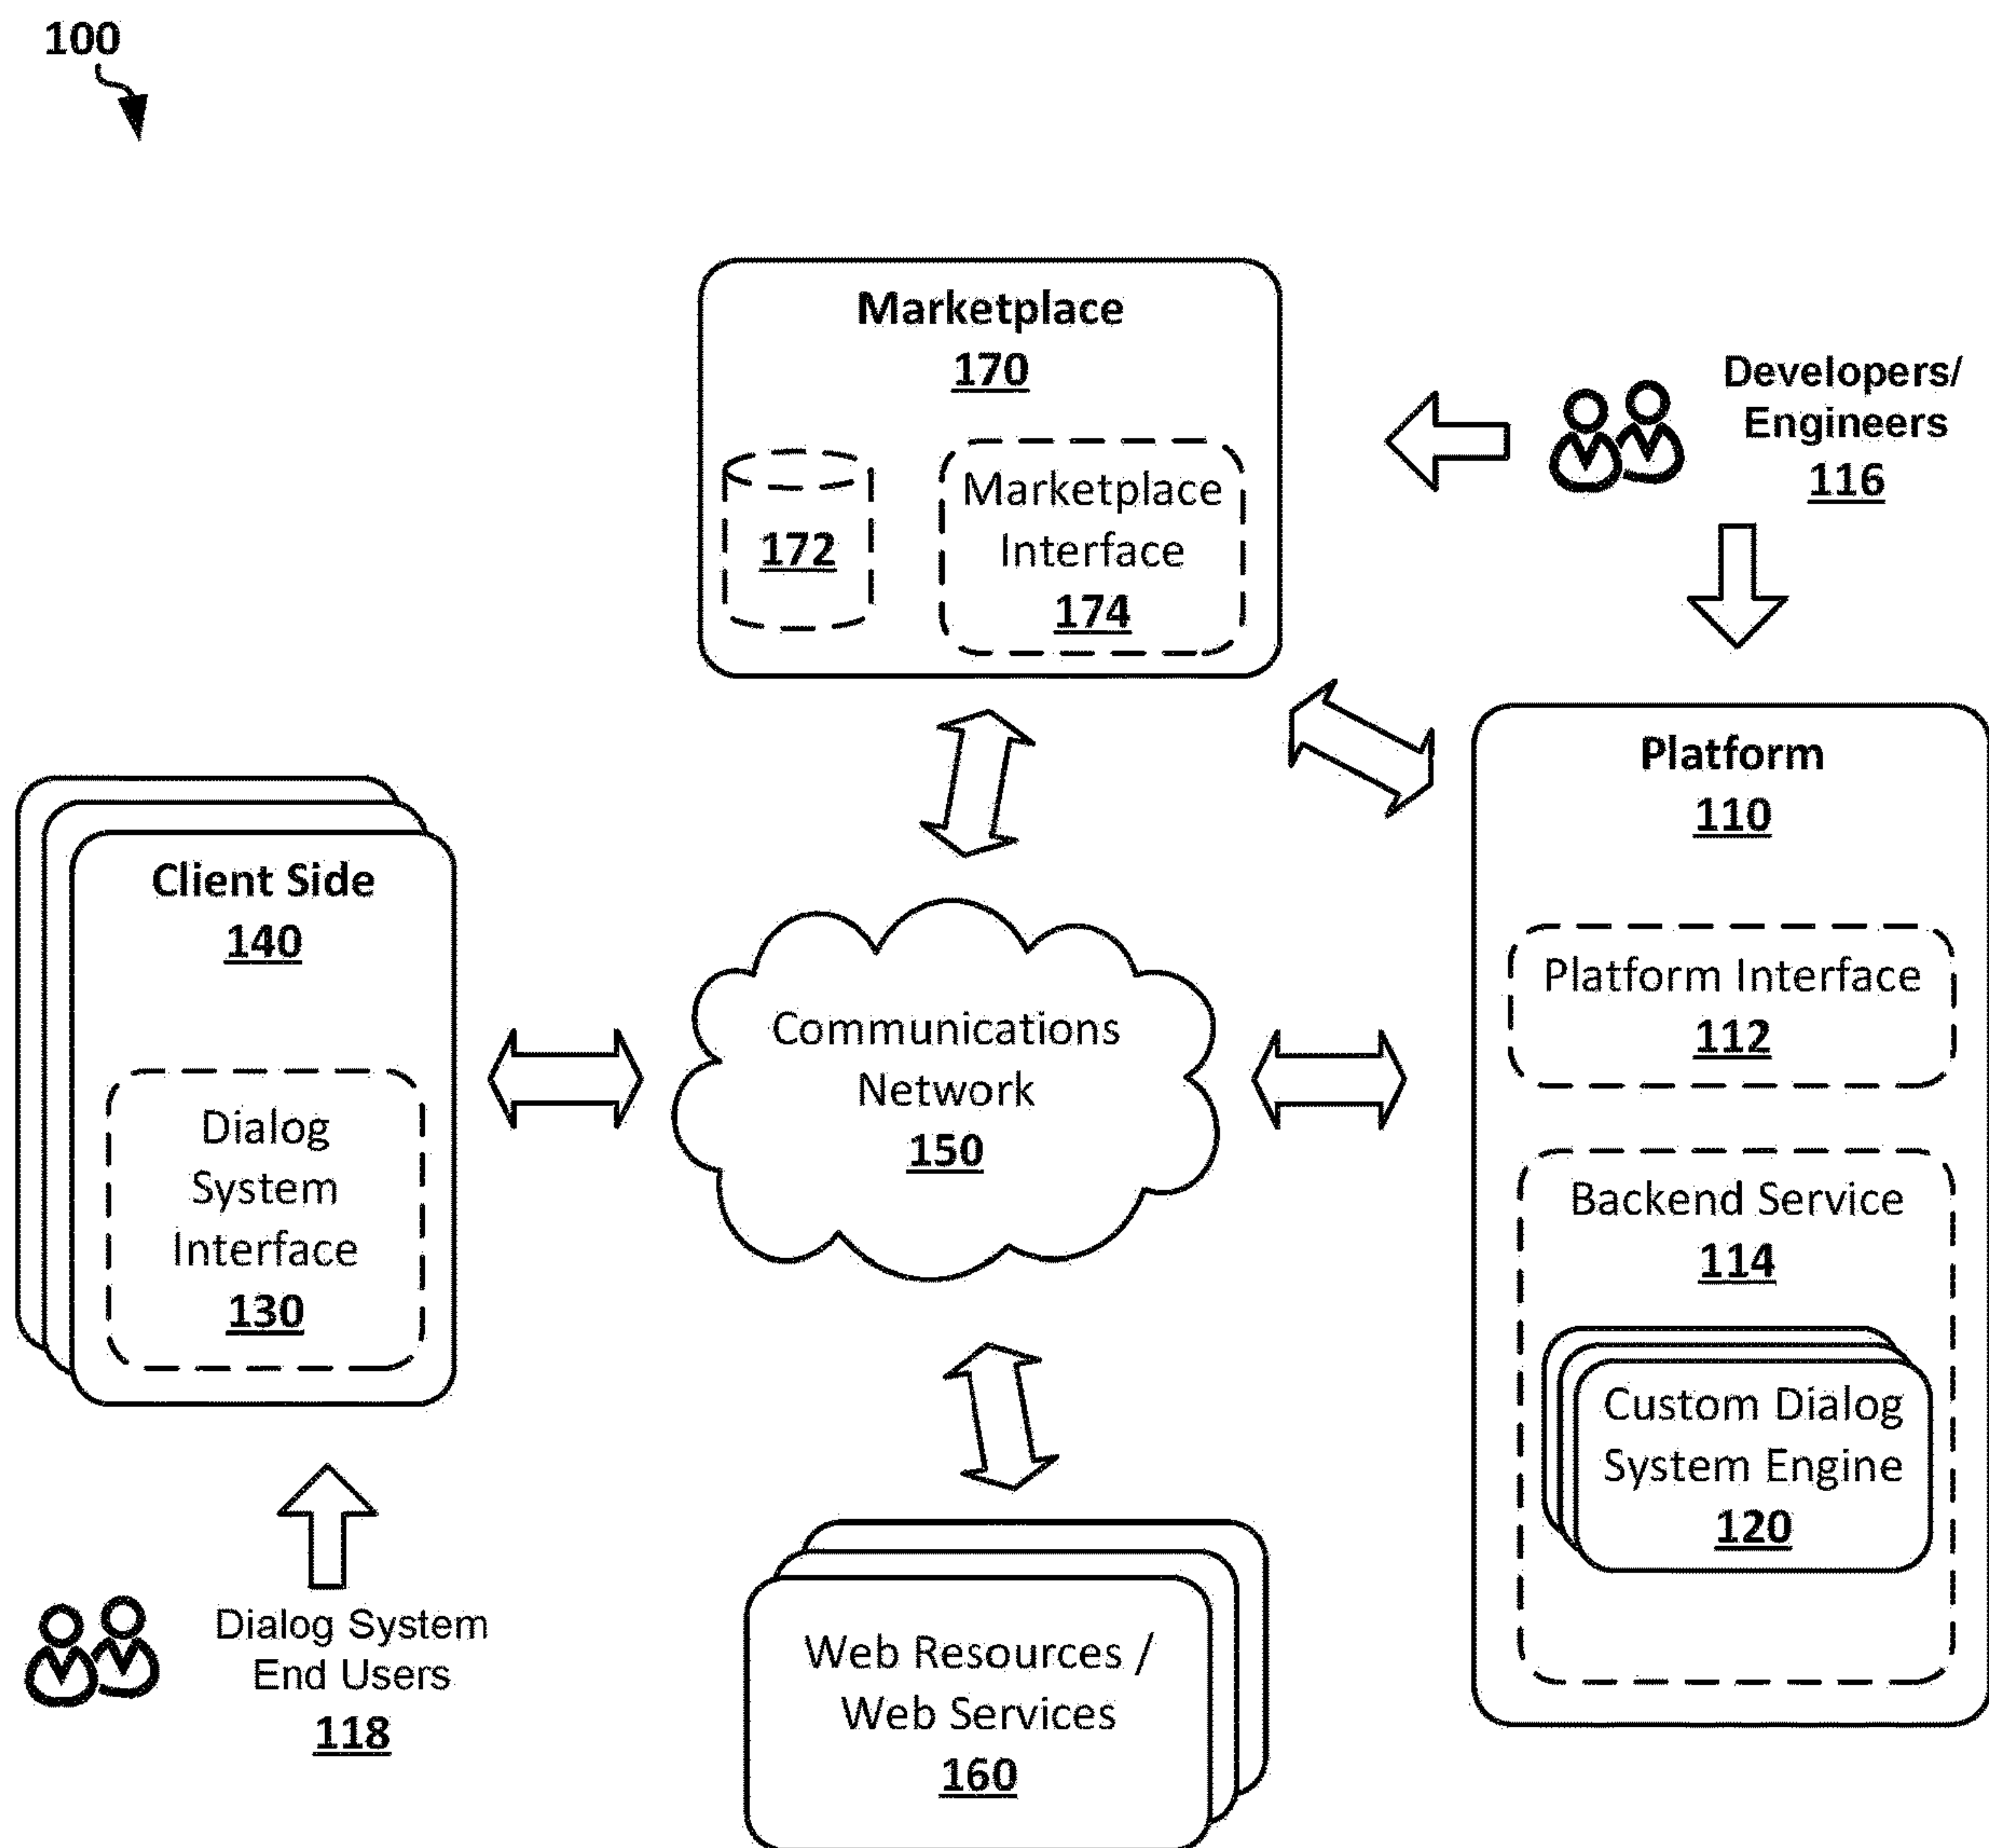 100
Marketplace
170
172
Marketplace
Interface
174
Developers/
Engineers
116
Platform
110
Platform Interface
112
Backend Service
114
Custom Dialog
System Engine
120
Client Side
140
Dialog
System
Interface
130
Communications
Network
150
Dialog System
End Users
118
Web Resources /
Web Services
160